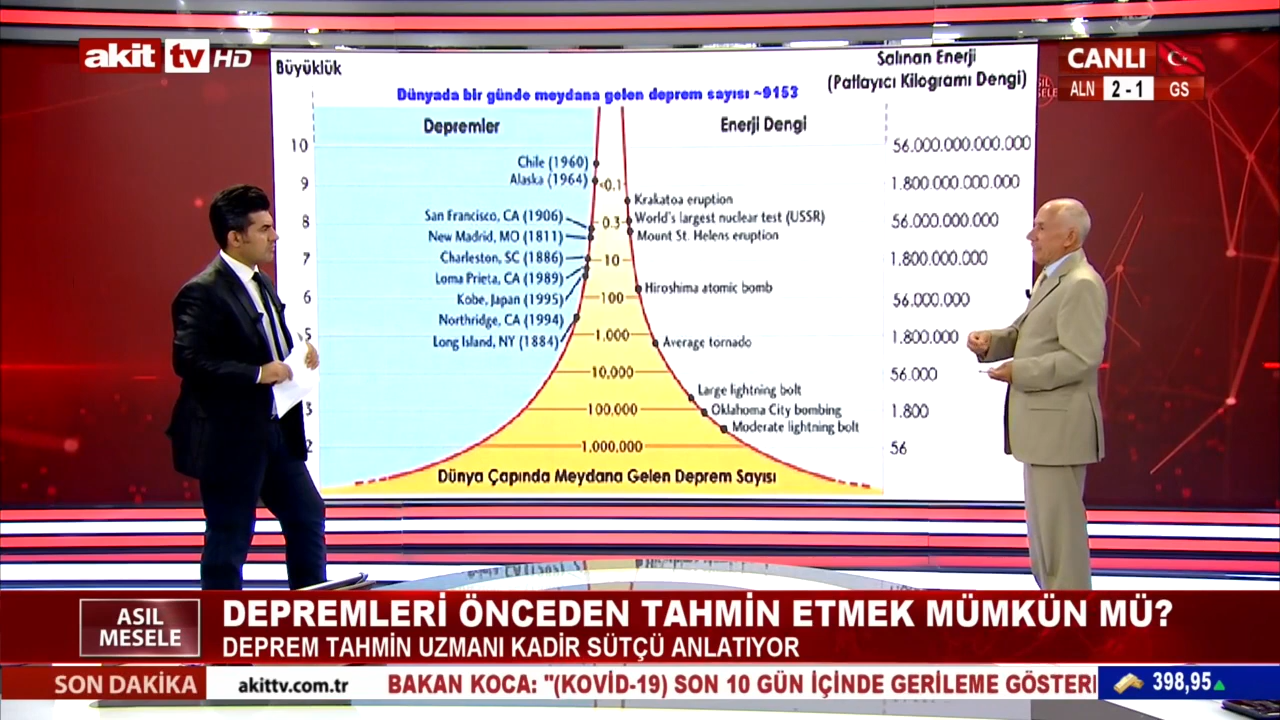 akit tv HD
CANLI
ALN 2 - 1 GS
Büyüklük
Salınan Enerji
(Patlayıcı Kilogramı Dengi)
Dünyada bir günde meydana gelen deprem sayısı ~9153
Depremler
Enerji Dengi
10
56.000.000.000.000
Chile (1960)
Alaska (1964)
9
<0.1
1.800.000.000.000
Krakatoa eruption
San Francisco, CA (1906)
World's largest nuclear test (USSR)
8
0.3
56.000.000.000
New Madrid, MO (1811)
Mount St. Helens eruption
Charleston, SC (1886)
7
10
1.800.000.000
Loma Prieta, CA (1989)
Hiroshima atomic bomb
Kobe, Japan (1995)
6
100
56.000.000
Northridge, CA (1994)
5
1,000
1.800.000
Long Island, NY (1884)
Average tornado
10,000
56.000
Large lightning bolt
3
100,000
Oklahoma City bombing
1.800
Moderate lightning bolt
2
1,000,000
56
Dünya Çapında Meydana Gelen Deprem Sayısı
ASIL
MESELE
DEPREMLERİ ÖNCEDEN TAHMİN ETMEK MÜMKÜN MÜ?
DEPREM TAHMİN UZMANI KADİR SÜTÇÜ ANLATIYOR
SON DAKİKA
akittv.com.tr
BAKAN KOCA: "(KOVİD-19) SON 10 GÜN İÇİNDE GERİLEME GÖSTERİ
398,95